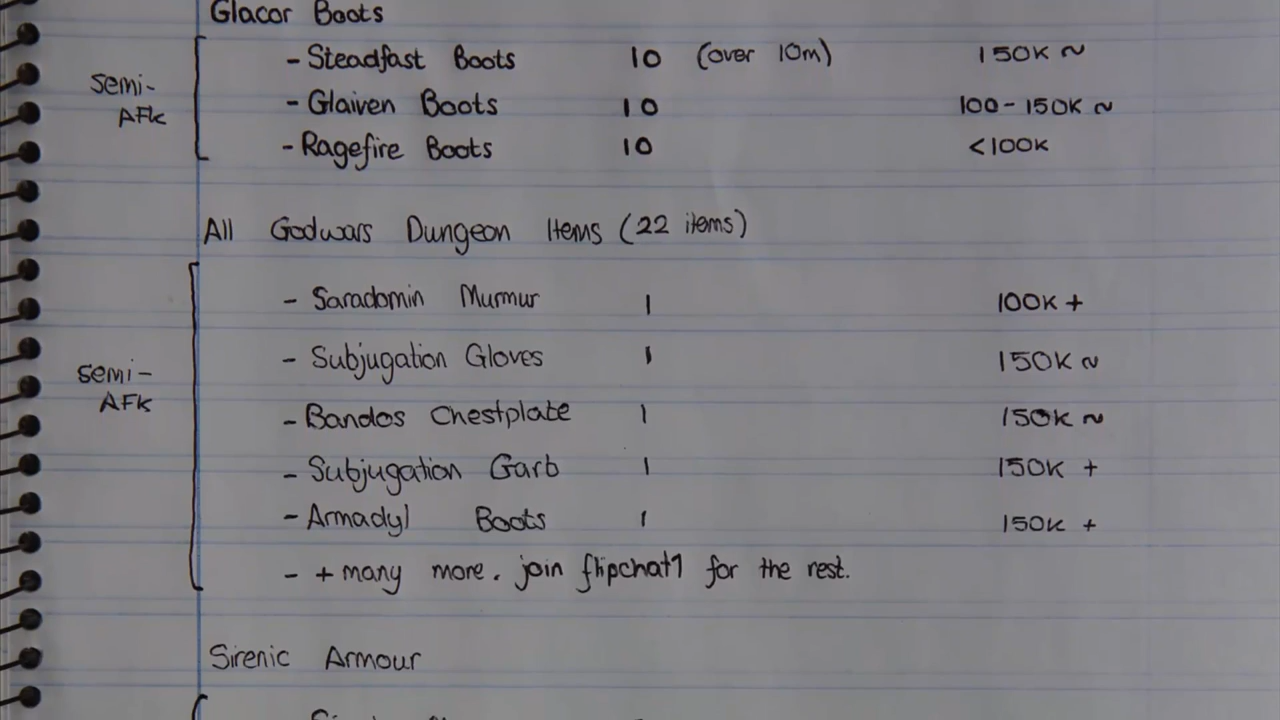 Glacor Boots
Semi-
AFK
- Steadfast Boots 10 (over 10m) 150K ~
- Glaiven Boots 10 100-150K ~
- Ragefire Boots 10 <100K
All Godwars Dungeon Items (22 items)
Semi-
AFK
- Saradomin Murmur 1 100K +
- Subjugation Gloves 1 150K ~
- Bandos Chestplate 1 150K ~
- Subjugation Garb 1 150K +
- Armadyl Boots 1 150K +
- + many more. join flipchat1 for the rest.
Sirenic Armour